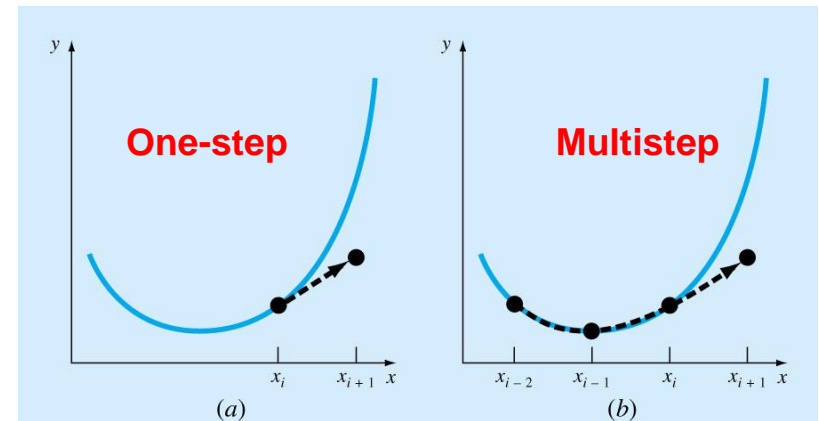 y
One-step
x_i
x_{i + 1}
x
(a)
y
Multistep
x_{i – 2}
x_{i – 1}
x_i
x_{i + 1}
x
(b)